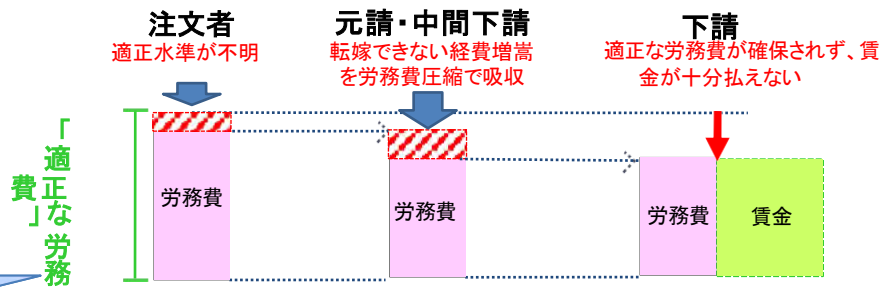 注文者
適正水準が不明
元請・中間下請
転嫁できない経費増嵩
を労務費圧縮で吸収
下請
適正な労務費が確保されず、賃
金が十分払えない
「適正な労務
費」
労務費
労務費
労務費
賃金